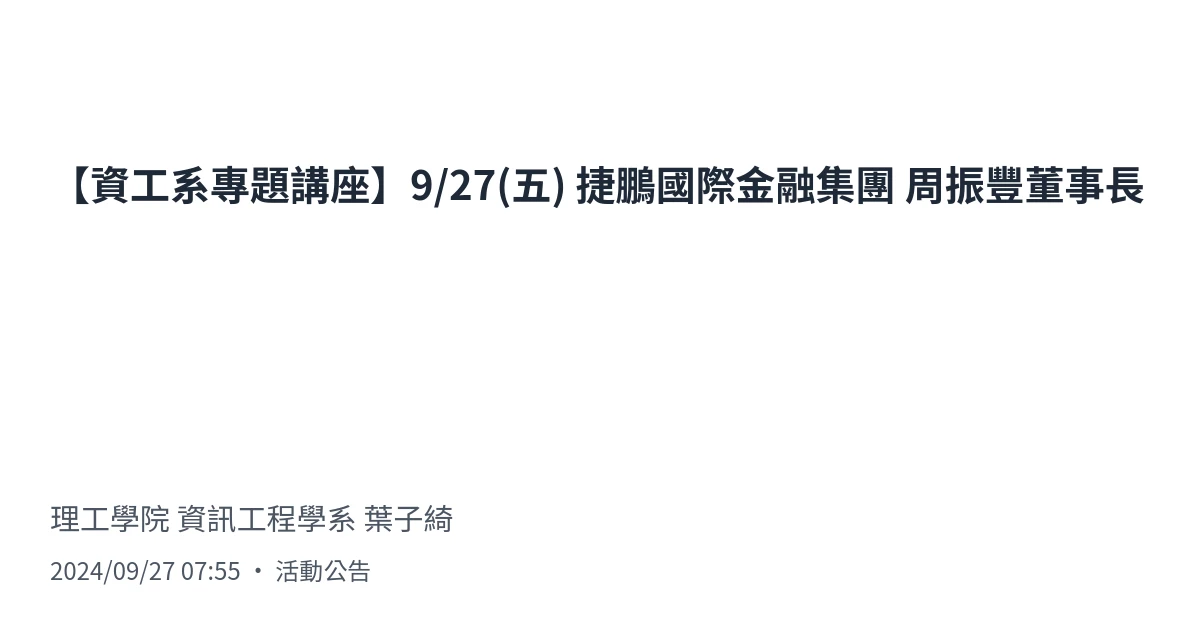 【資工系專題講座】9/27(五) 捷鵬國際金融集團 周振豐董事長
理工學院 資訊工程學系 葉子綺
2024/09/27 07:55 ・ 活動公告